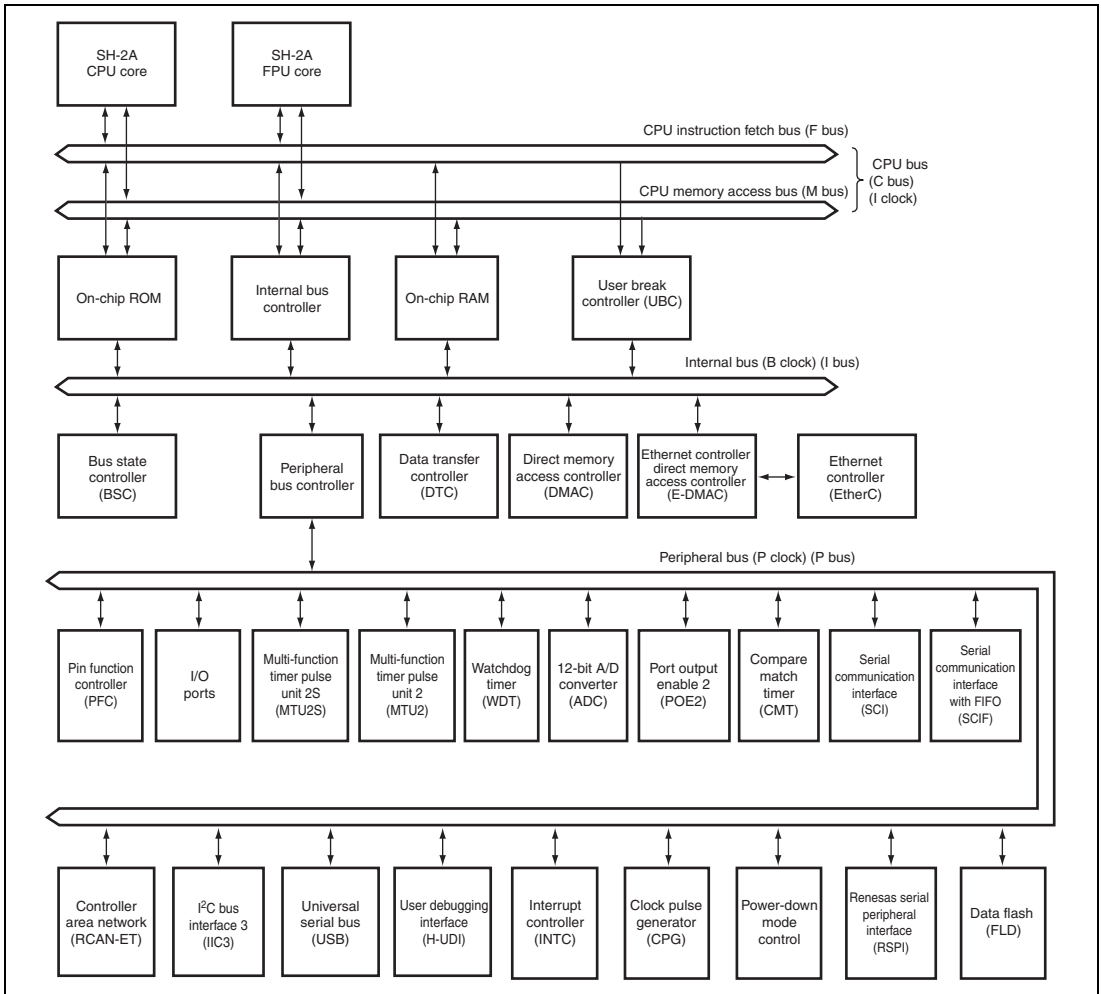 SH-2A
CPU core
SH-2A
FPU core
CPU instruction fetch bus (F bus)
CPU bus
(C bus)
(I clock)
CPU memory access bus (M bus)
On-chip ROM
Internal bus
controller
On-chip RAM
User break
controller (UBC)
Internal bus (B clock) (I bus)
Bus state
controller
(BSC)
Peripheral
bus controller
Data transfer
controller
(DTC)
Direct memory
access controller
(DMAC)
Ethernet controller
direct memory
access controller
(E-DMAC)
Ethernet
controller
(EtherC)
Peripheral bus (P clock) (P bus)
Pin function
controller
(PFC)
I/O
ports
Multi-function
timer pulse
unit 2S
(MTU2S)
Multi-function
timer pulse
unit 2
(MTU2)
Watchdog
timer
(WDT)
12-bit A/D
converter
(ADC)
Port output
enable 2
(POE2)
Compare
match
timer
(CMT)
Serial
communication
interface
(SCI)
Serial
communication
interface
with FIFO
(SCIF)
Controller
area network
(RCAN-ET)
I²C bus
interface 3
(IIC3)
Universal
serial bus
(USB)
User debugging
interface
(H-UDI)
Interrupt
controller
(INTC)
Clock pulse
generator
(CPG)
Power-down
mode
control
Renesas serial
peripheral
interface
(RSPI)
Data flash
(FLD)